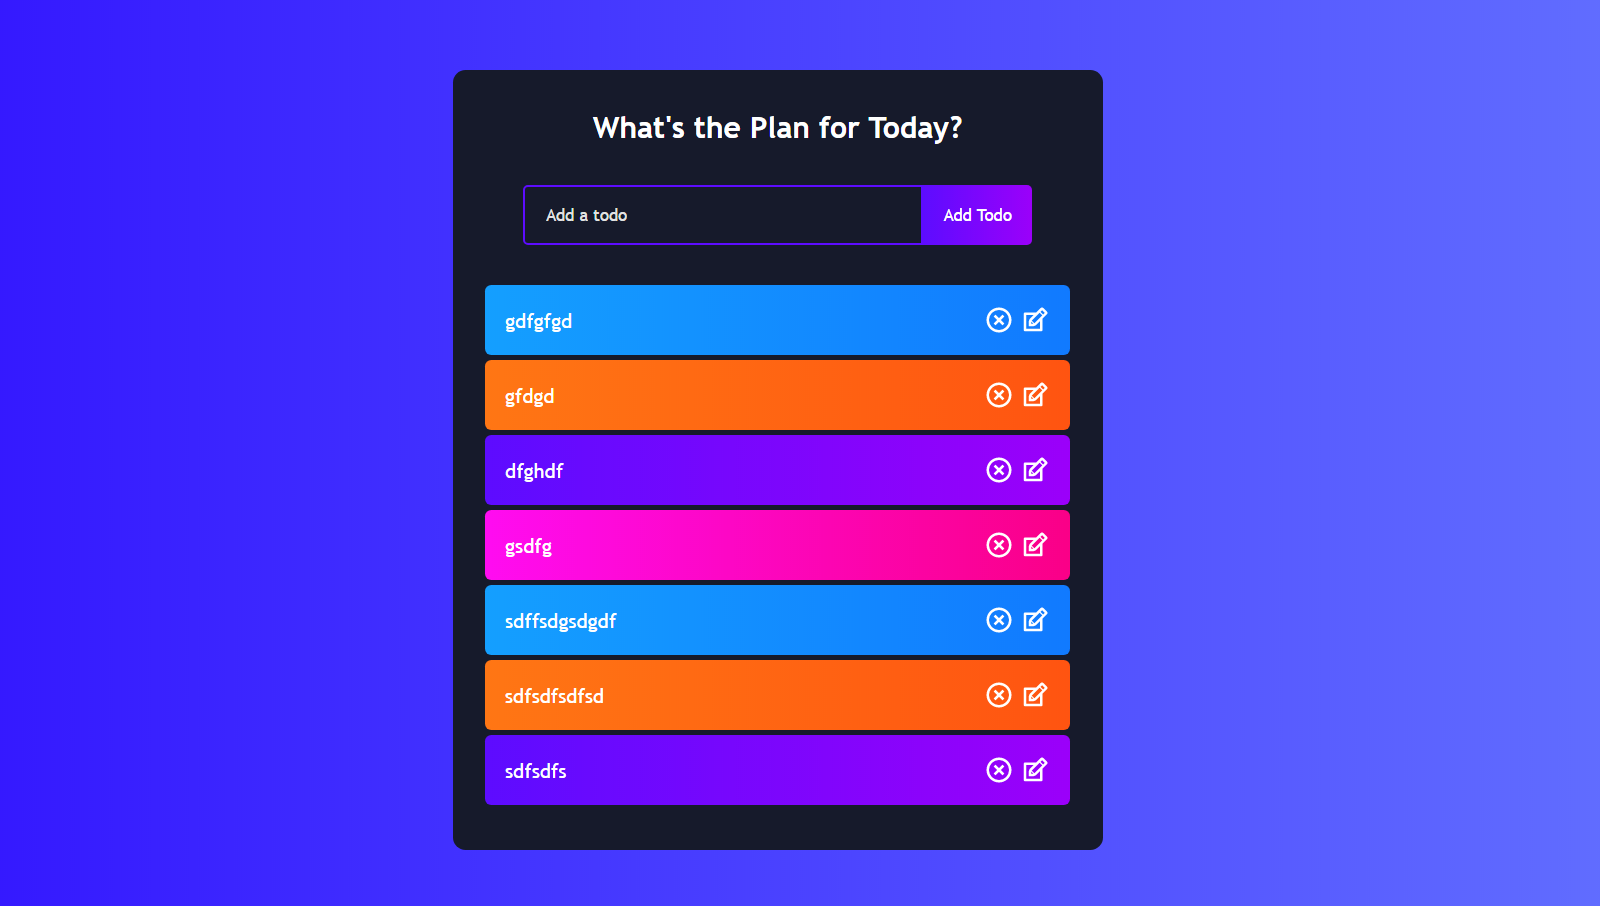 What's the Plan for Today?
Add a todo
Add Todo
gdfgfgd
gfdgd
dfghdf
gsdfg
sdffsdgsdgdf
sdfsdfsdfsd
sdfsdfs